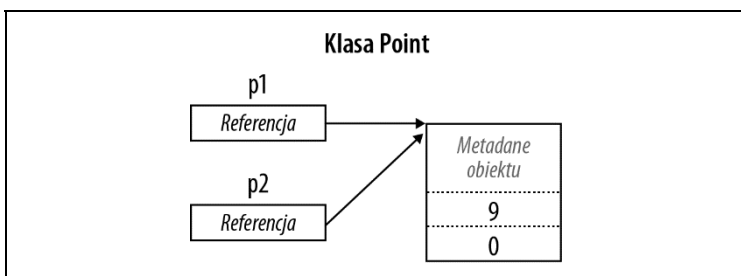 Klasa Point
p1
Referencja
Metadane
obiektu
p2
Referencja
9
0